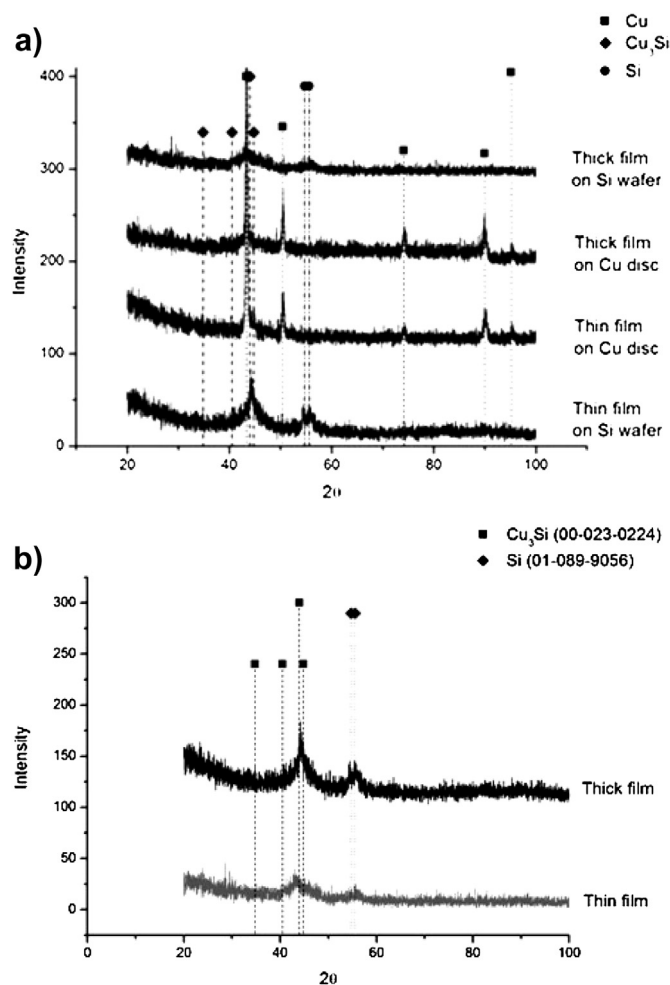 a)
Cu
Cu3Si
Si
400
300
200
100
0
Intensity
20
40
60
80
100
2θ
Thick film
on Si wafer
Thick film
on Cu disc
Thin film
on Cu disc
Thin film
on Si wafer
b)
Cu3Si (00-023-0224)
Si (01-089-9056)
300
250
200
150
100
50
0
Intensity
0
20
40
60
80
100
2θ
Thick film
Thin film